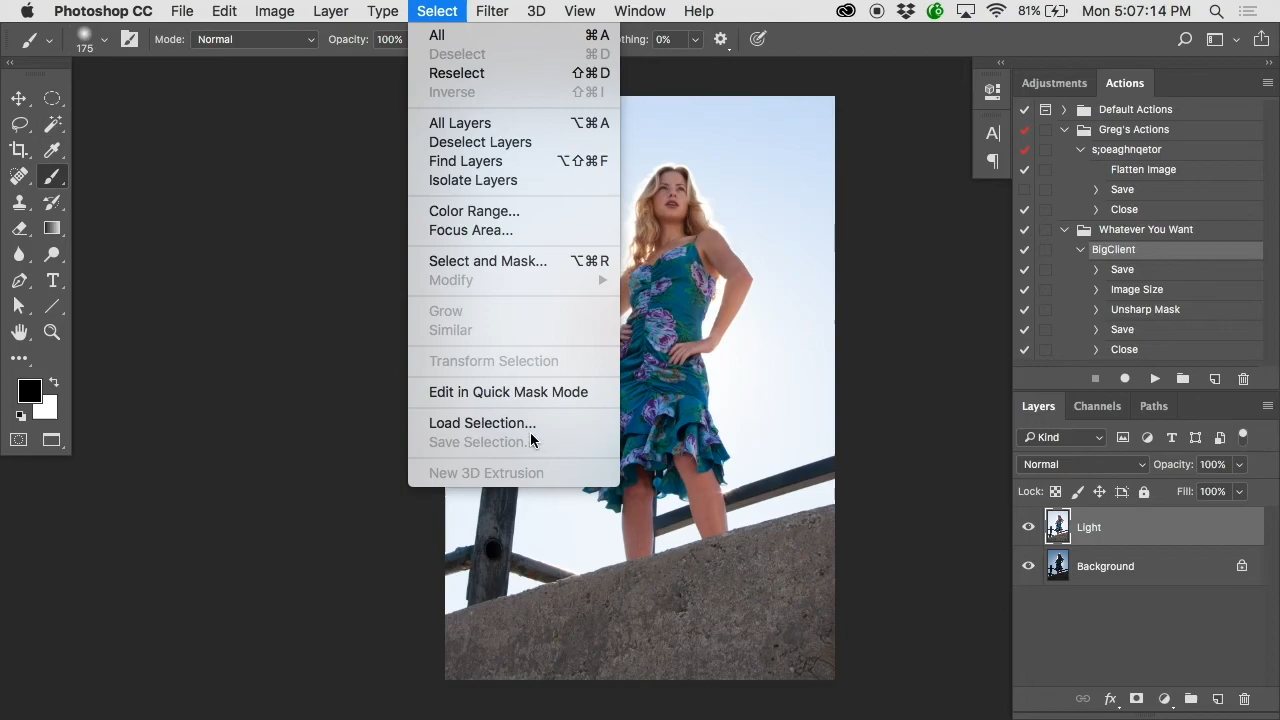 Photoshop CC File Edit Image Layer Type Select Filter 3D View Window Help 81% Mon 5:07:14 PM
175 Mode: Normal Opacity: 100% thing: 0%
All ⌘A
Deselect ⌘D
Reselect ⇧⌘D
Inverse ⇧⌘I
All Layers ⌥⌘A
Deselect Layers
Find Layers ⌥⇧⌘F
Isolate Layers
Color Range...
Focus Area...
Select and Mask... ⌥⌘R
Modify
Grow
Similar
Transform Selection
Edit in Quick Mask Mode
Load Selection...
Save Selection...
New 3D Extrusion
Adjustments Actions
Default Actions
Greg's Actions
s;oeaghnqetor
Flatten Image
Save
Close
Whatever You Want
BigClient
Save
Image Size
Unsharp Mask
Save
Close
Layers Channels Paths
Kind
Normal Opacity: 100%
Lock: Fill: 100%
Light
Background